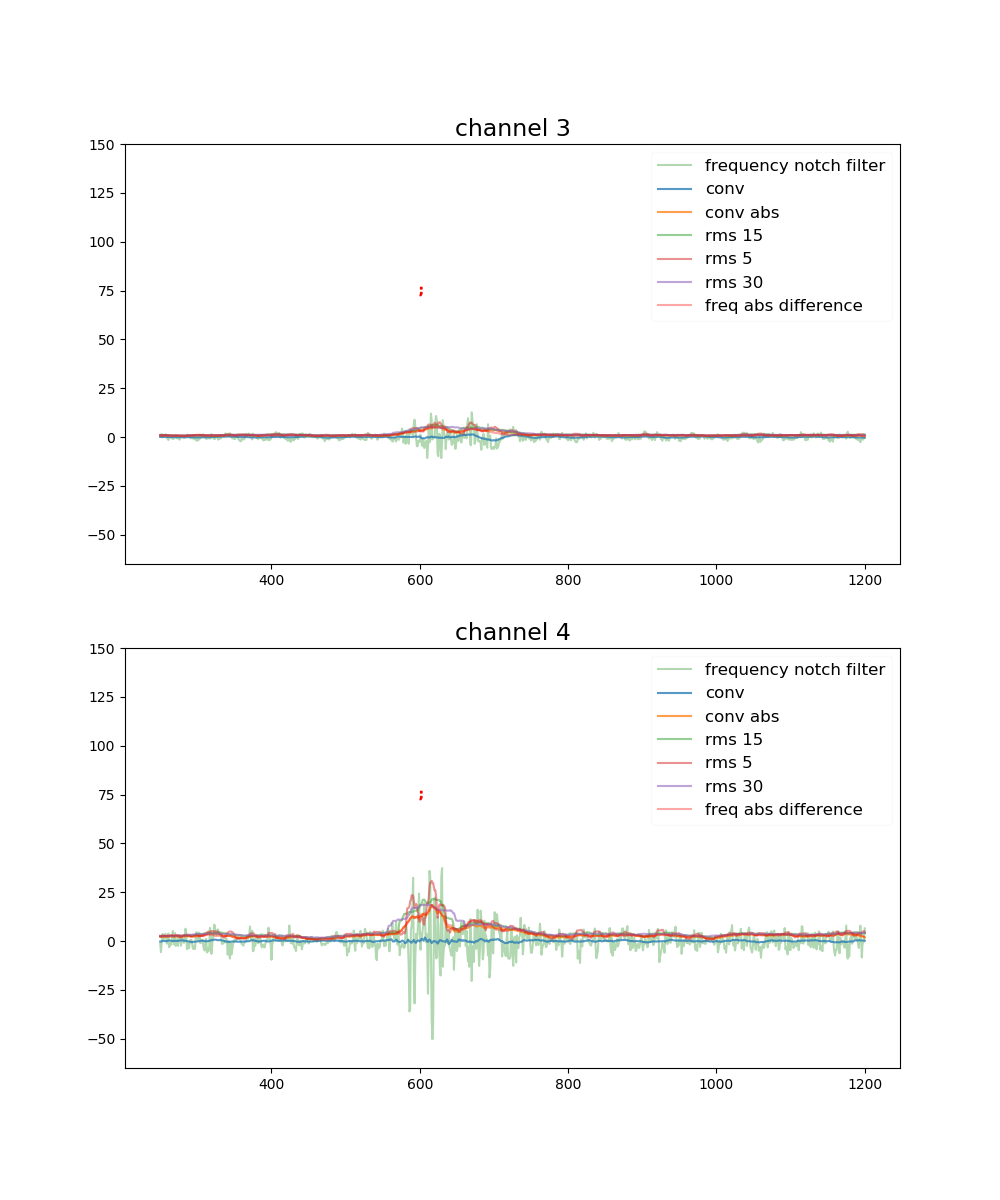 channel 3
150
125
100
75
50
25
0
−25
−50
400 600 800 1000 1200
frequency notch filter
conv
conv abs
rms 15
rms 5
rms 30
freq abs difference
;
channel 4
150
125
100
75
50
25
0
−25
−50
400 600 800 1000 1200
frequency notch filter
conv
conv abs
rms 15
rms 5
rms 30
freq abs difference
;